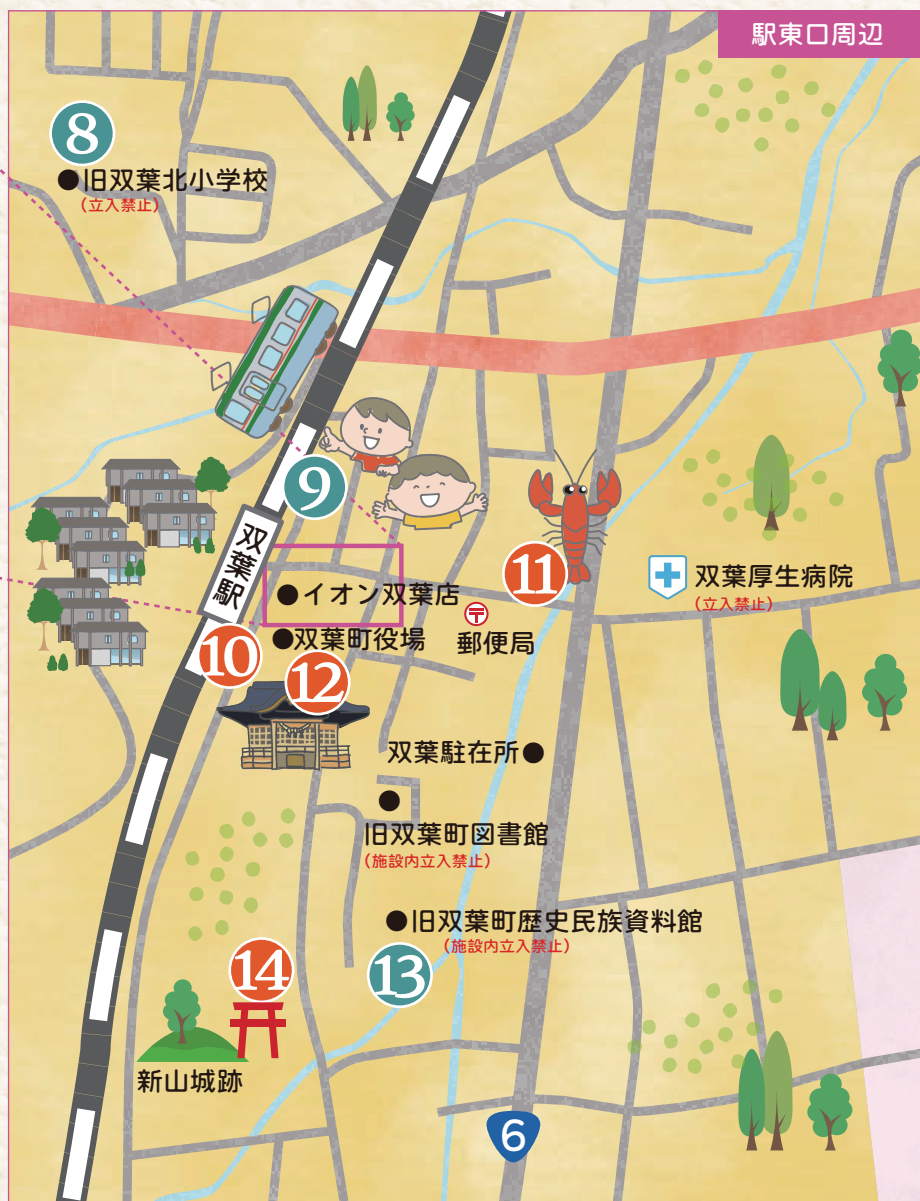 駅東口周辺
8
●旧双葉北小学校
(立入禁止)
9
双葉駅
11
●イオン双葉店
双葉厚生病院
(立入禁止)
〒
郵便局
●双葉町役場
10
12
双葉駐在所●
●
旧双葉町図書館
(施設内立入禁止)
●旧双葉町歴史民族資料館
(施設内立入禁止)
13
14
新山城跡
6